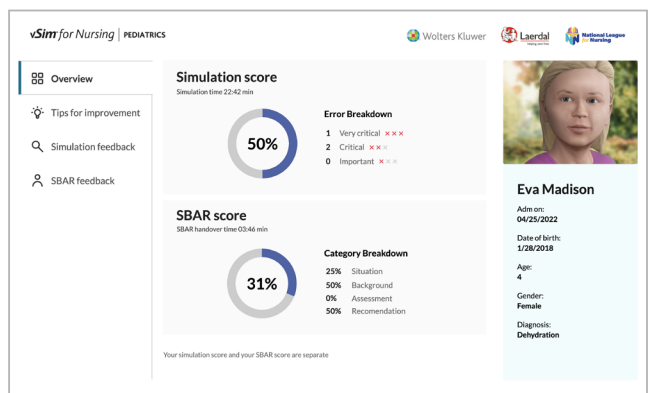 vSim for Nursing | PEDIATRICS
Wolters Kluwer
Laerdal
helping save lives
National League
for Nursing
Overview
Tips for improvement
Simulation feedback
SBAR feedback
Simulation score
Simulation time 22:42 min
50%
Error Breakdown
1 Very critical ×××
2 Critical ×××
0 Important ×××
SBAR score
SBAR handover time 03:46 min
31%
Category Breakdown
25% Situation
50% Background
0% Assessment
50% Recomendation
Your simulation score and your SBAR score are separate
Eva Madison
Adm on:
04/25/2022
Date of birth:
1/28/2018
Age:
4
Gender:
Female
Diagnosis:
Dehydration